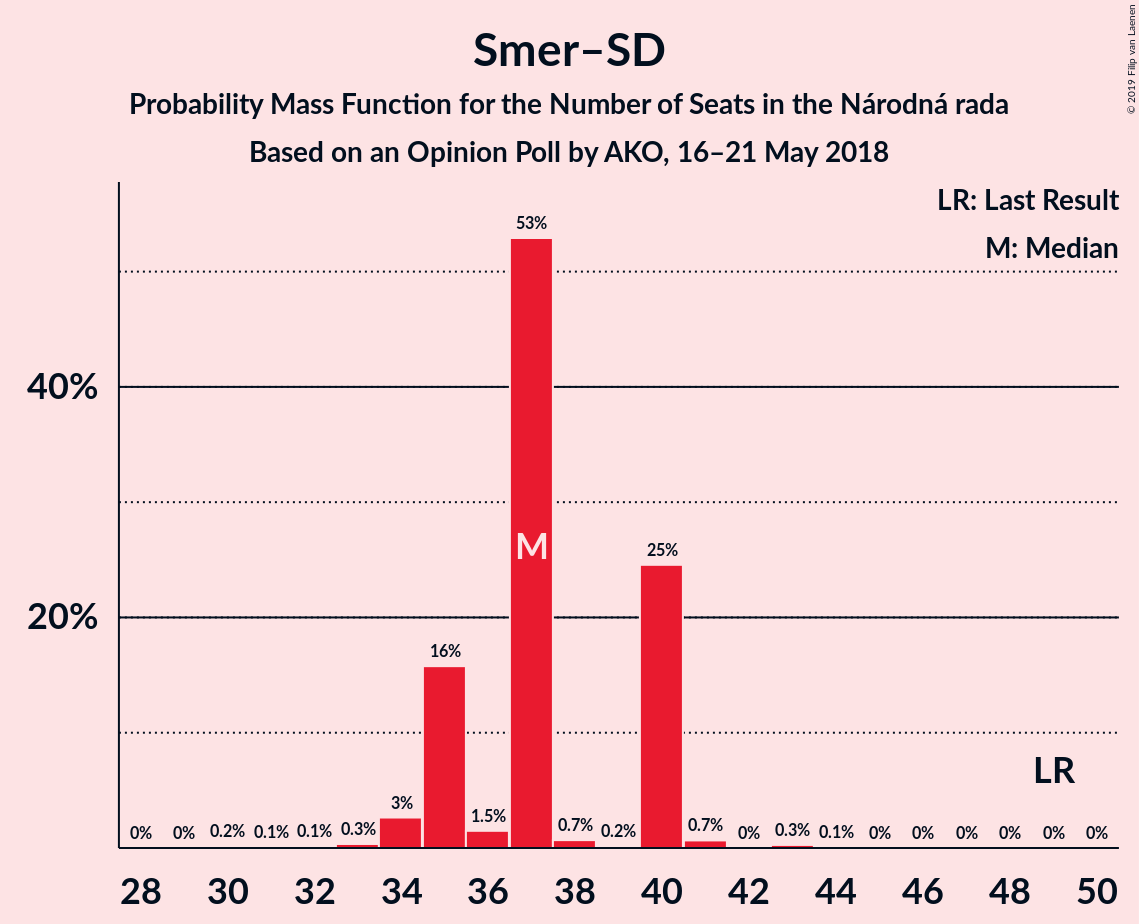 Smer–SD
Probability Mass Function for the Number of Seats in the Národná rada
Based on an Opinion Poll by AKO, 16–21 May 2018
© 2019 Filip van Laenen
LR: Last Result
M: Median
40%
20%
0%
0%
0.2%
0.1%
0.1%
0.3%
3%
16%
1.5%
53%
0.7%
0.2%
25%
0.7%
0%
0.3%
0.1%
0%
0%
0%
0%
0%
0%
M
LR
28 30 32 34 36 38 40 42 44 46 48 50